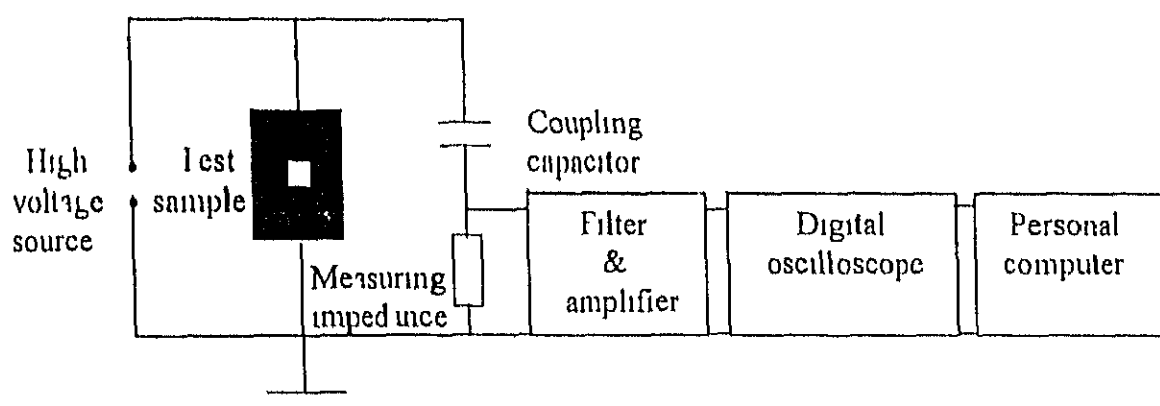 High
voltage
source
Test
sample
Coupling
capacitor
Measuring
impedance
Filter
&
amplifier
Digital
oscilloscope
Personal
computer